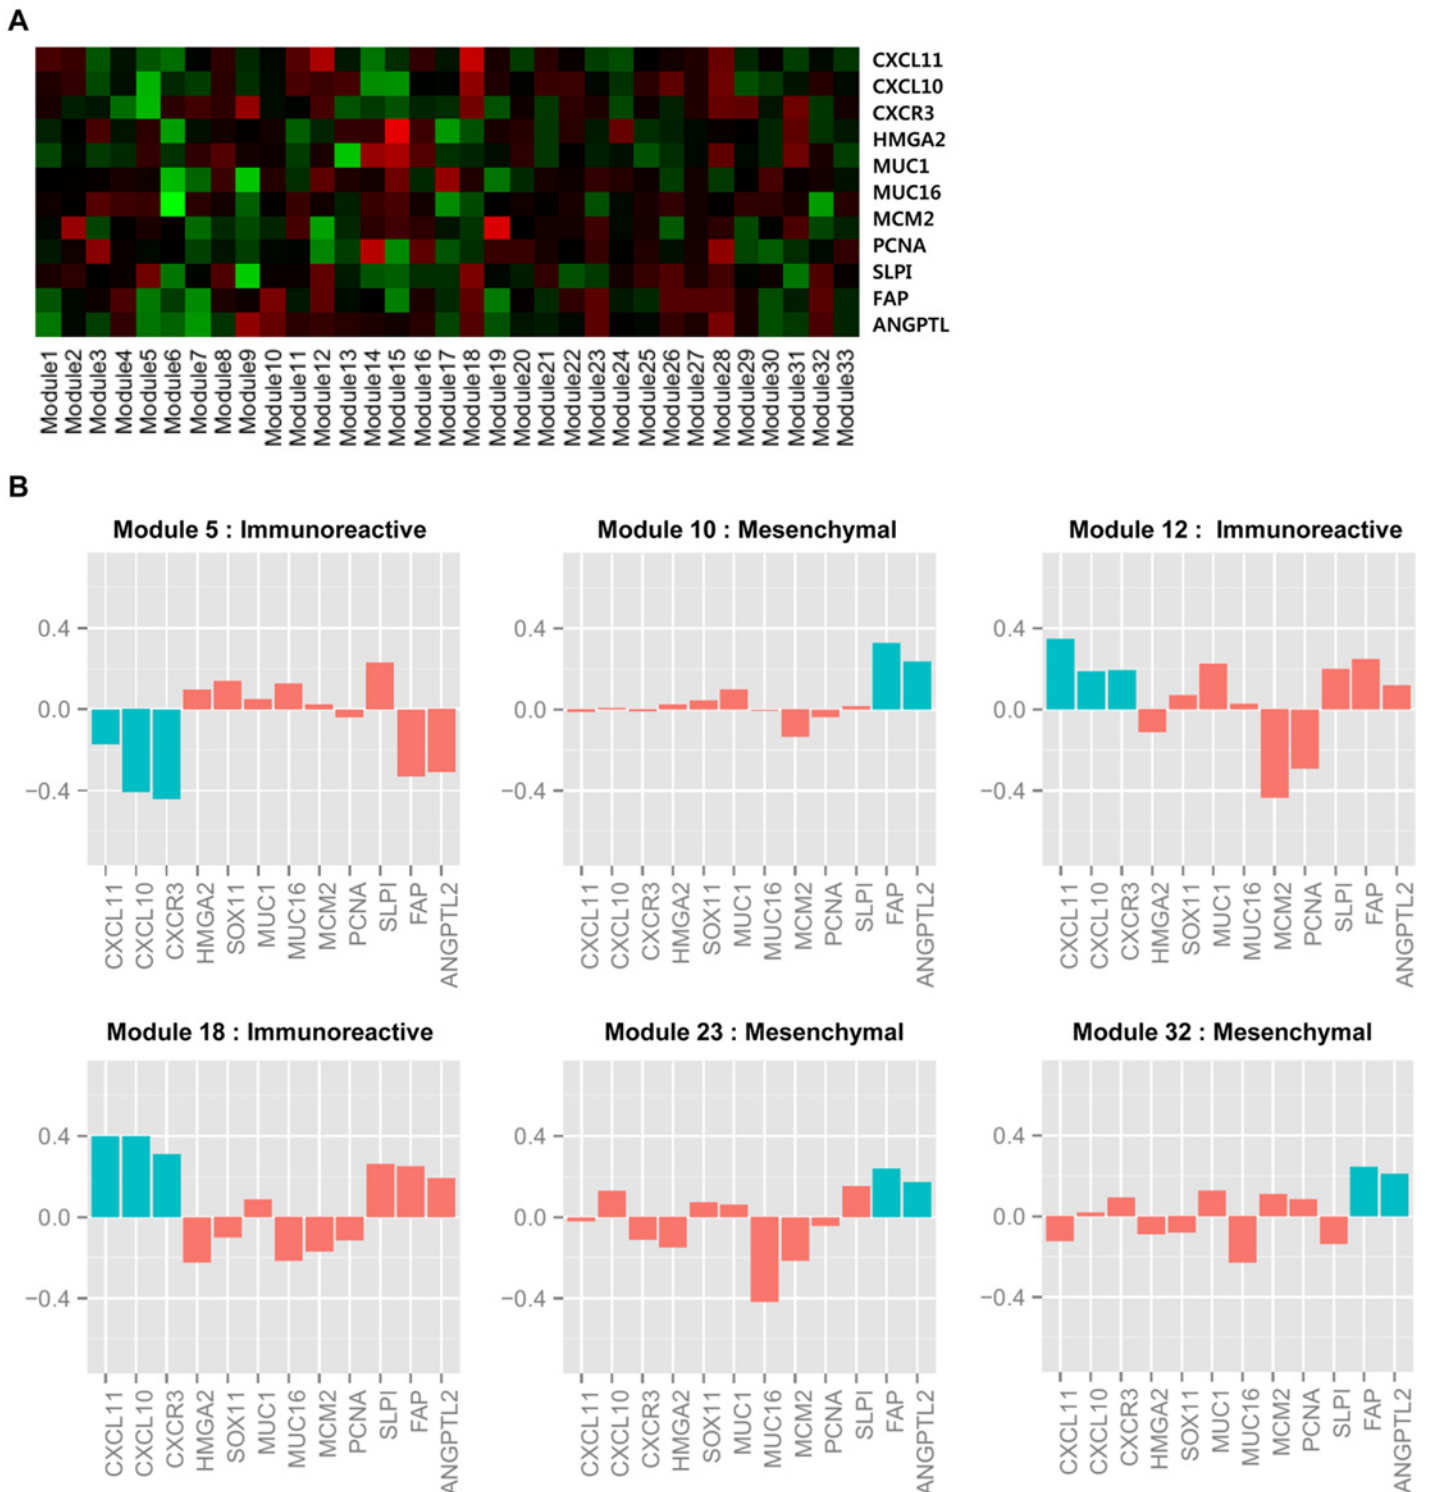 A
CXCL11
CXCL10
CXCR3
HMGA2
MUC1
MUC16
MCM2
PCNA
SLPI
FAP
ANGPTL
Module1
Module2
Module3
Module4
Module5
Module6
Module7
Module8
Module9
Module10
Module11
Module12
Module13
Module14
Module15
Module16
Module17
Module18
Module19
Module20
Module21
Module22
Module23
Module24
Module25
Module26
Module27
Module28
Module29
Module30
Module31
Module32
Module33
B
Module 5 : Immunoreactive
0.4
0.0
−0.4
CXCL11
CXCL10
CXCR3
HMGA2
SOX11
MUC1
MUC16
MCM2
PCNA
SLPI
FAP
ANGPTL2
Module 10 : Mesenchymal
0.4
0.0
−0.4
CXCL11
CXCL10
CXCR3
HMGA2
SOX11
MUC1
MUC16
MCM2
PCNA
SLPI
FAP
ANGPTL2
Module 12 : Immunoreactive
0.4
0.0
−0.4
CXCL11
CXCL10
CXCR3
HMGA2
SOX11
MUC1
MUC16
MCM2
PCNA
SLPI
FAP
ANGPTL2
Module 18 : Immunoreactive
0.4
0.0
−0.4
CXCL11
CXCL10
CXCR3
HMGA2
SOX11
MUC1
MUC16
MCM2
PCNA
SLPI
FAP
ANGPTL2
Module 23 : Mesenchymal
0.4
0.0
−0.4
CXCL11
CXCL10
CXCR3
HMGA2
SOX11
MUC1
MUC16
MCM2
PCNA
SLPI
FAP
ANGPTL2
Module 32 : Mesenchymal
0.4
0.0
−0.4
CXCL11
CXCL10
CXCR3
HMGA2
SOX11
MUC1
MUC16
MCM2
PCNA
SLPI
FAP
ANGPTL2